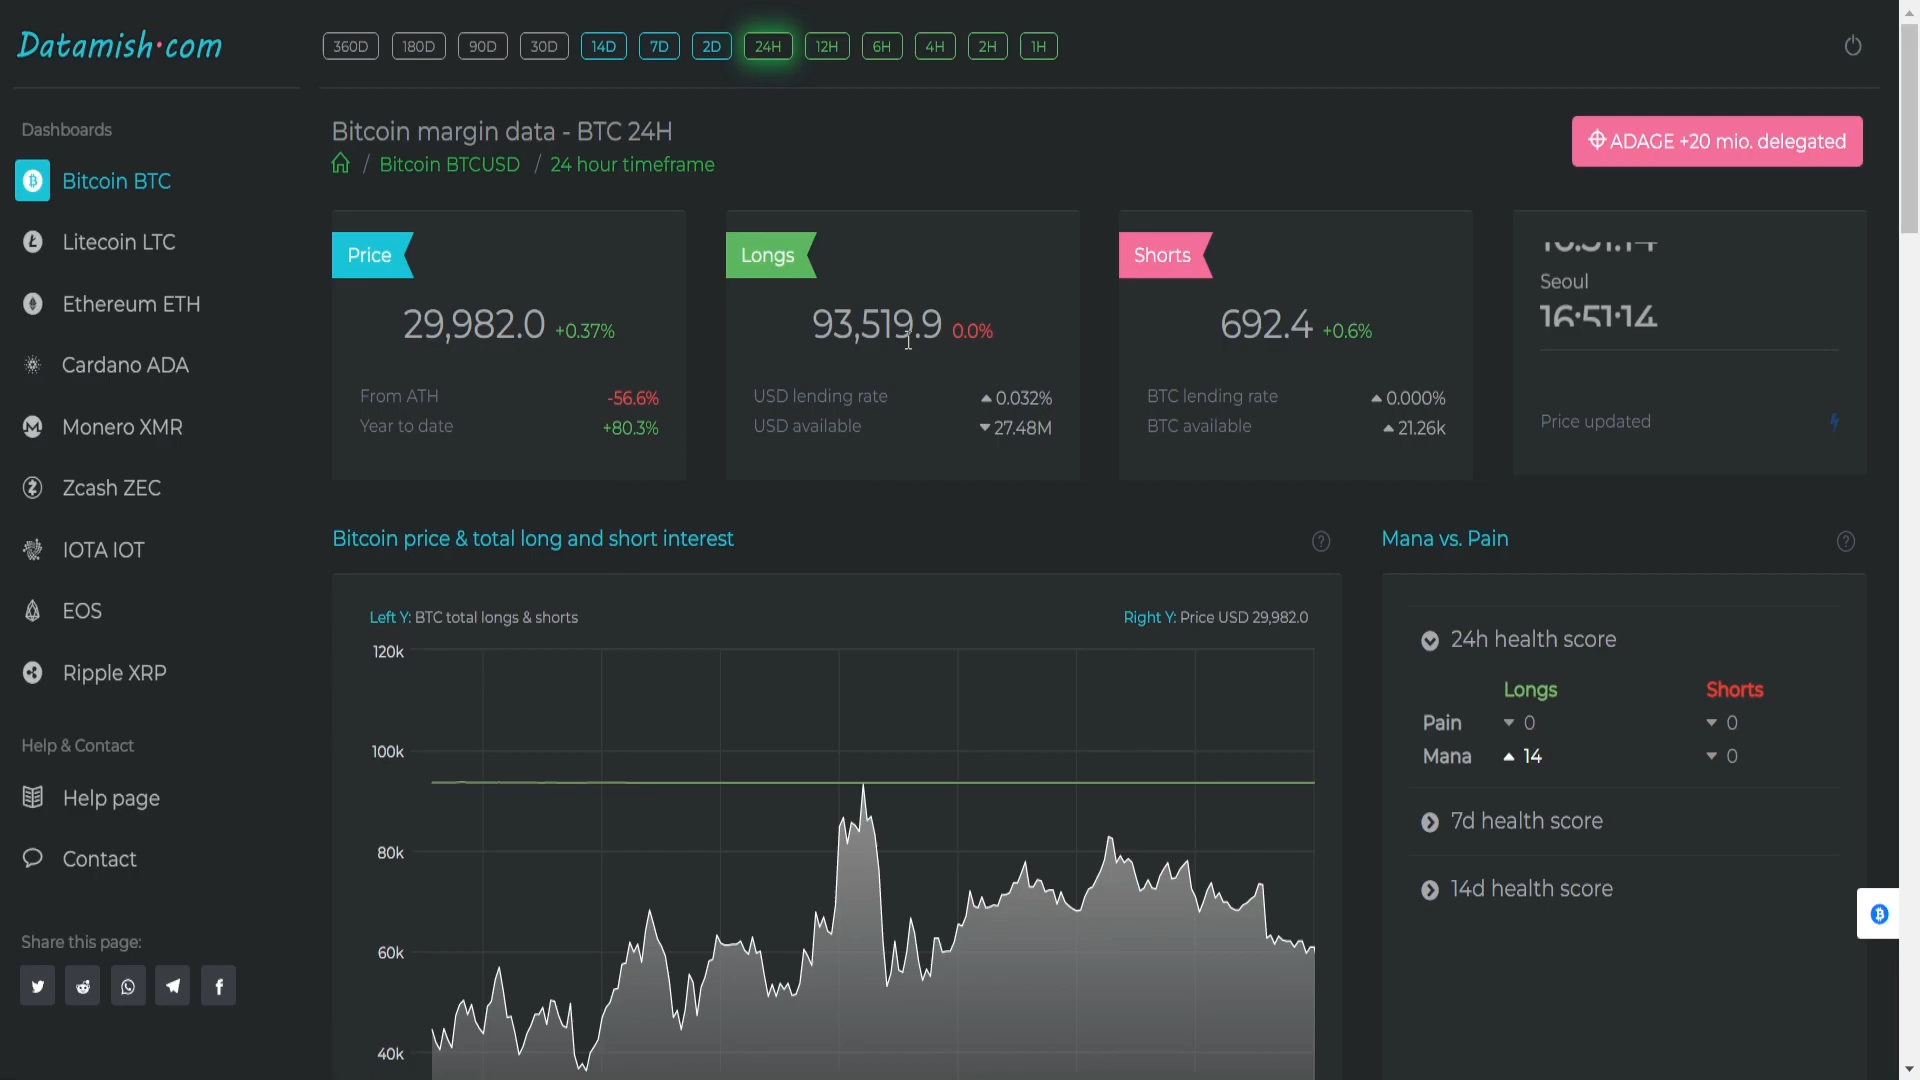 Datamish·com
360D 180D 90D 30D 14D 7D 2D 24H 12H 6H 4H 2H 1H
Dashboards
Bitcoin BTC
Litecoin LTC
Ethereum ETH
Cardano ADA
Monero XMR
Zcash ZEC
IOTA IOT
EOS
Ripple XRP
Help & Contact
Help page
Contact
Share this page:
Bitcoin margin data - BTC 24H
/ Bitcoin BTCUSD / 24 hour timeframe
ADAGE +20 mio. delegated
Price
29,982.0 +0.37%
From ATH -56.6%
Year to date +80.3%
Longs
93,519.9 0.0%
USD lending rate 0.032%
USD available 27.48M
Shorts
692.4 +0.6%
BTC lending rate 0.000%
BTC available 21.26k
Seoul
16:51:14
Price updated
Bitcoin price & total long and short interest
Left Y: BTC total longs & shorts
Right Y: Price USD 29,982.0
120k
100k
80k
60k
40k
Mana vs. Pain
24h health score
Longs Shorts
Pain 0 0
Mana 14 0
7d health score
14d health score